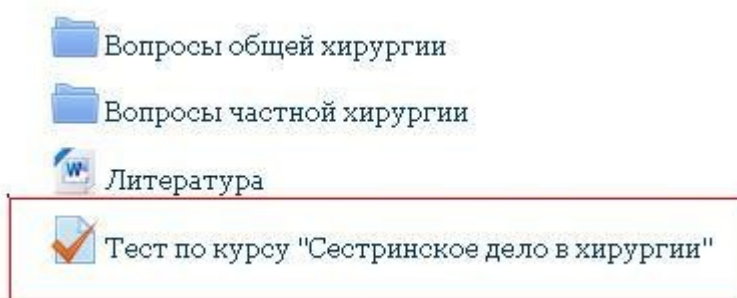 Вопросы общей хирургии
Вопросы частной хирургии
Литература
Тест по курсу "Сестринское дело в хирургии"